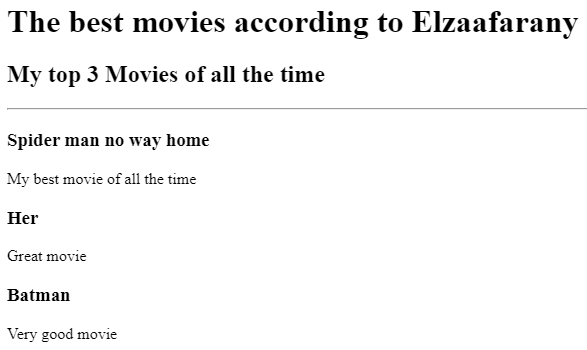 The best movies according to Elzaafarany
My top 3 Movies of all the time
Spider man no way home
My best movie of all the time
Her
Great movie
Batman
Very good movie